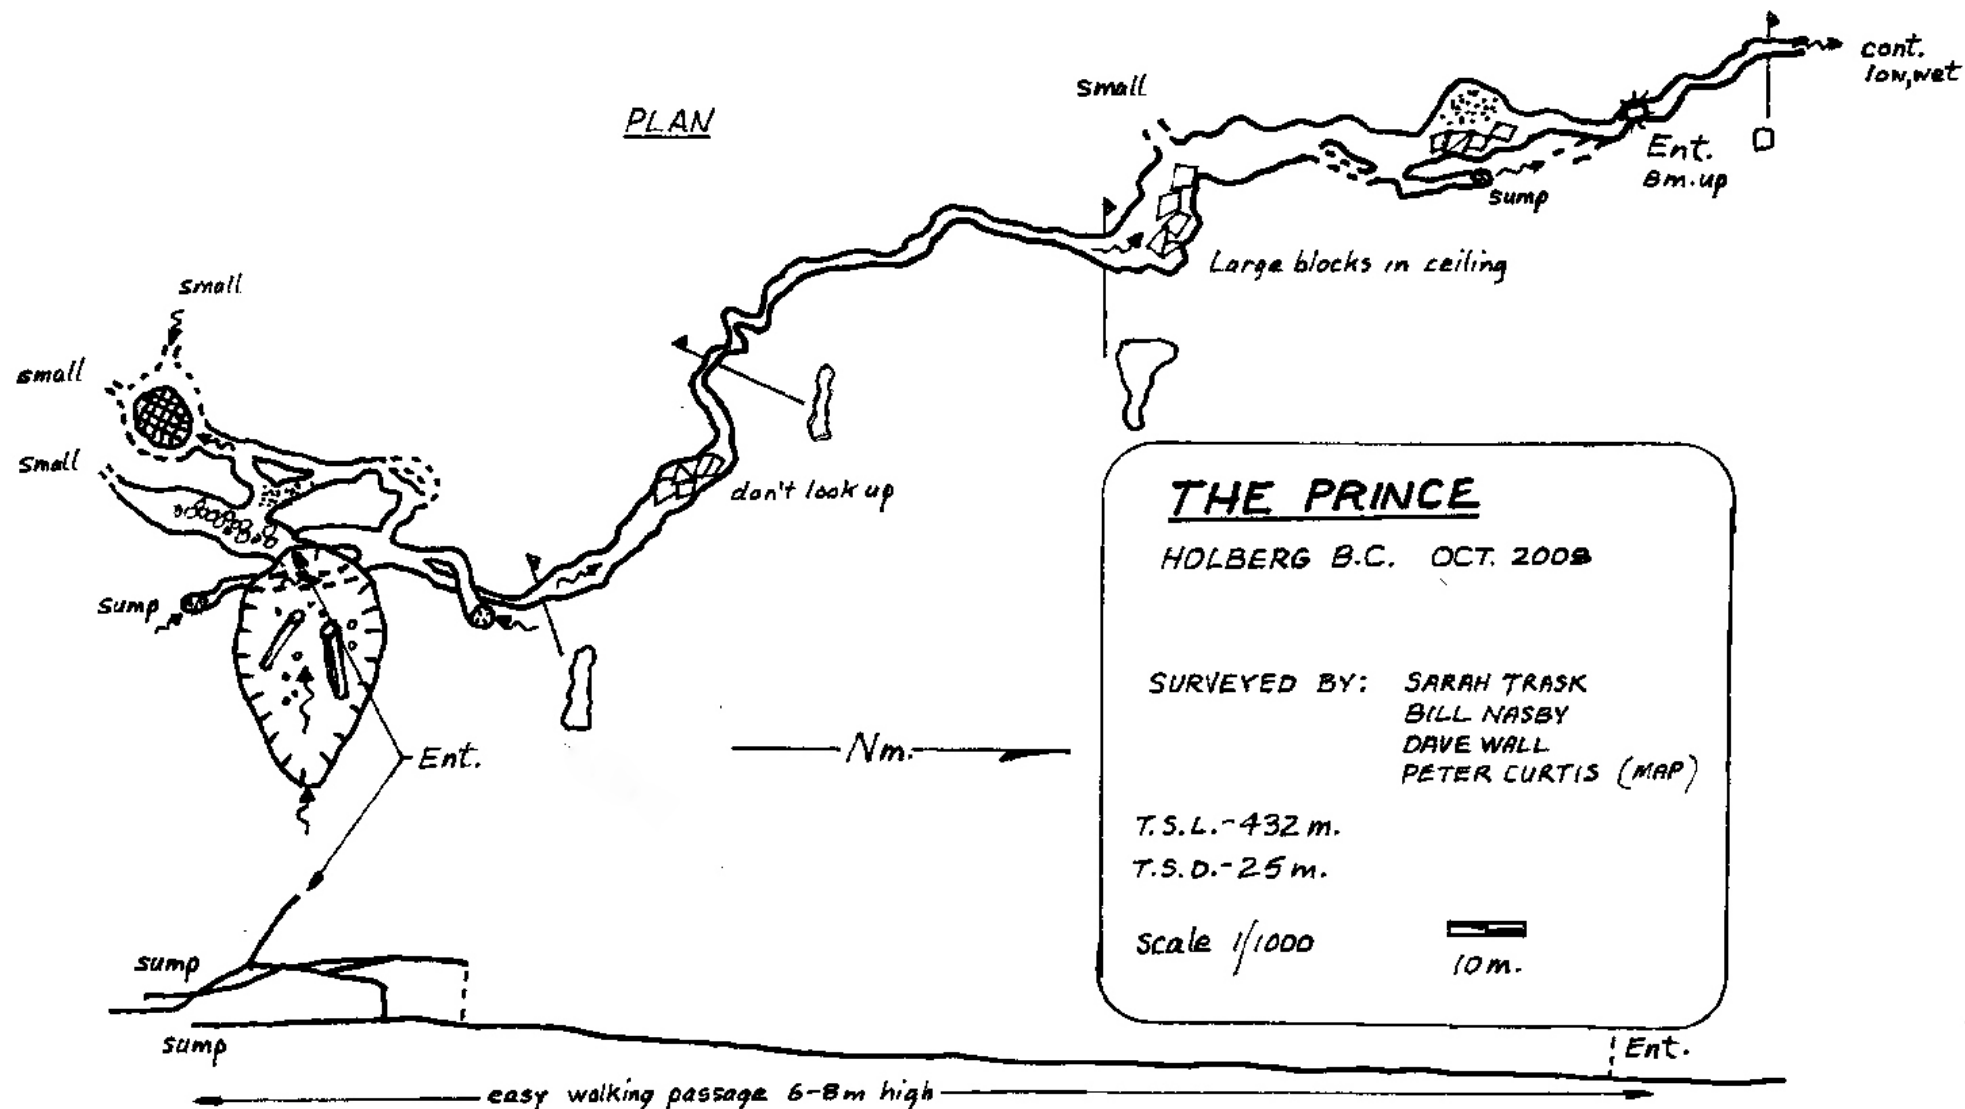 PLAN
small
cont.
low, wet
Ent.
8m. up
sump
Large blocks in ceiling
small
small
small
don't look up
sump
Ent.
Nm.
THE PRINCE
HOLBERG B.C. OCT. 2008
SURVEYED BY: SARAH TRASK
BILL NASBY
DAVE WALL
PETER CURTIS (MAP)
T.S.L.-432 m.
T.S.D.-25 m.
Scale 1/1000
10 m.
sump
sump
Ent.
easy walking passage 6-8m high